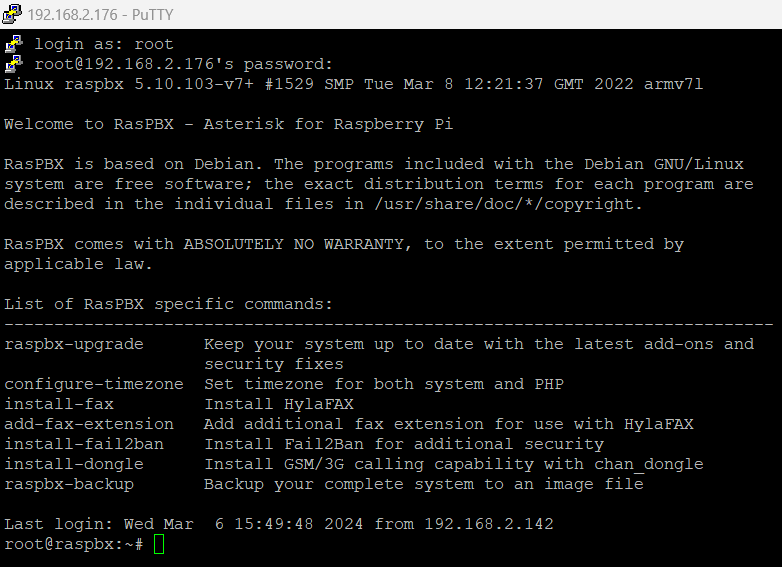 192.168.2.176 - PuTTY
login as: root
root@192.168.2.176's password:
Linux raspbx 5.10.103-v7+ #1529 SMP Tue Mar 8 12:21:37 GMT 2022 armv7l
Welcome to RasPBX - Asterisk for Raspberry Pi
RasPBX is based on Debian. The programs included with the Debian GNU/Linux
system are free software; the exact distribution terms for each program are
described in the individual files in /usr/share/doc/*/copyright.
RasPBX comes with ABSOLUTELY NO WARRANTY, to the extent permitted by
applicable law.
List of RasPBX specific commands:
-----------------------------------------------------------------------------
raspbx-upgrade      Keep your system up to date with the latest add-ons and
                    security fixes
configure-timezone  Set timezone for both system and PHP
install-fax         Install HylaFAX
add-fax-extension   Add additional fax extension for use with HylaFAX
install-fail2ban    Install Fail2Ban for additional security
install-dongle      Install GSM/3G calling capability with chan_dongle
raspbx-backup       Backup your complete system to an image file
Last login: Wed Mar  6 15:49:48 2024 from 192.168.2.142
root@raspbx:~#